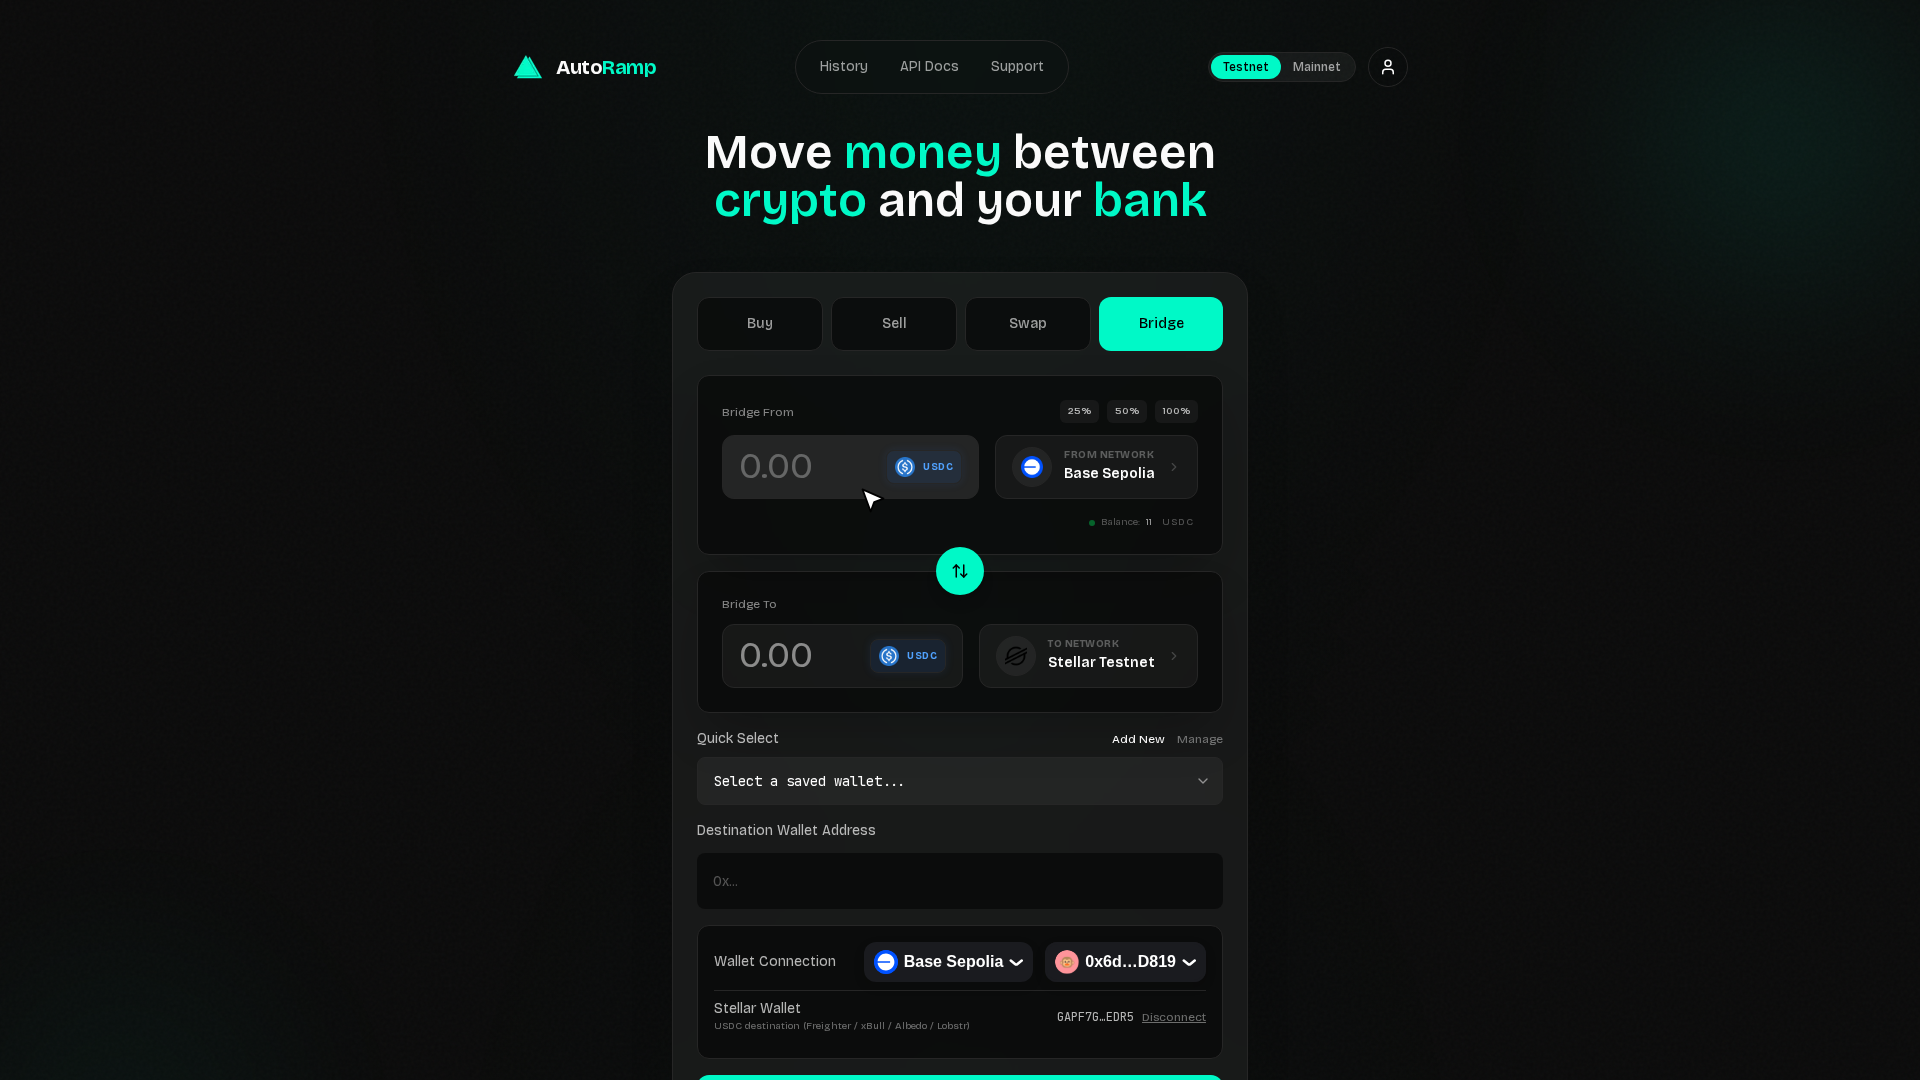 AutoRamp
History API Docs Support
Testnet Mainnet
Move money between
crypto and your bank
Buy Sell Swap Bridge
Bridge From
25% 50% 100%
0.00 USDC
FROM NETWORK
Base Sepolia
Balance: 11 USDC
Bridge To
0.00 USDC
TO NETWORK
Stellar Testnet
Quick Select Add New Manage
Select a saved wallet...
Destination Wallet Address
0x...
Wallet Connection Base Sepolia 0x6d...D819
Stellar Wallet
USDC destination (Freighter / xBull / Albedo / Lobstr)
GAPF7G…EDR5 Disconnect